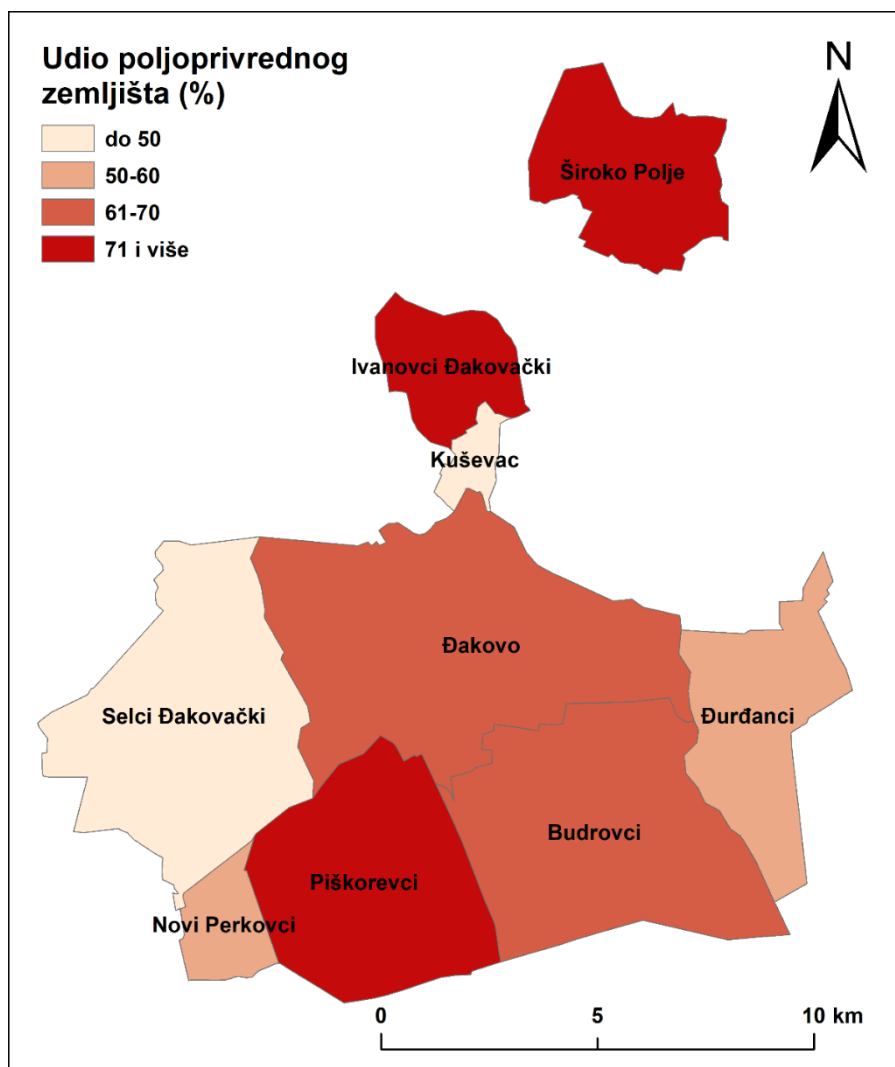 Udio poljoprivrednog
zemljišta (%)
do 50
50-60
61-70
71 i više
N
Široko Polje
Ivanovci Đakovački
Kuševac
Đakovo
Selci Đakovački
Đurđanci
Budrovci
Piškorevci
Novi Perkovci
0 5 10 km